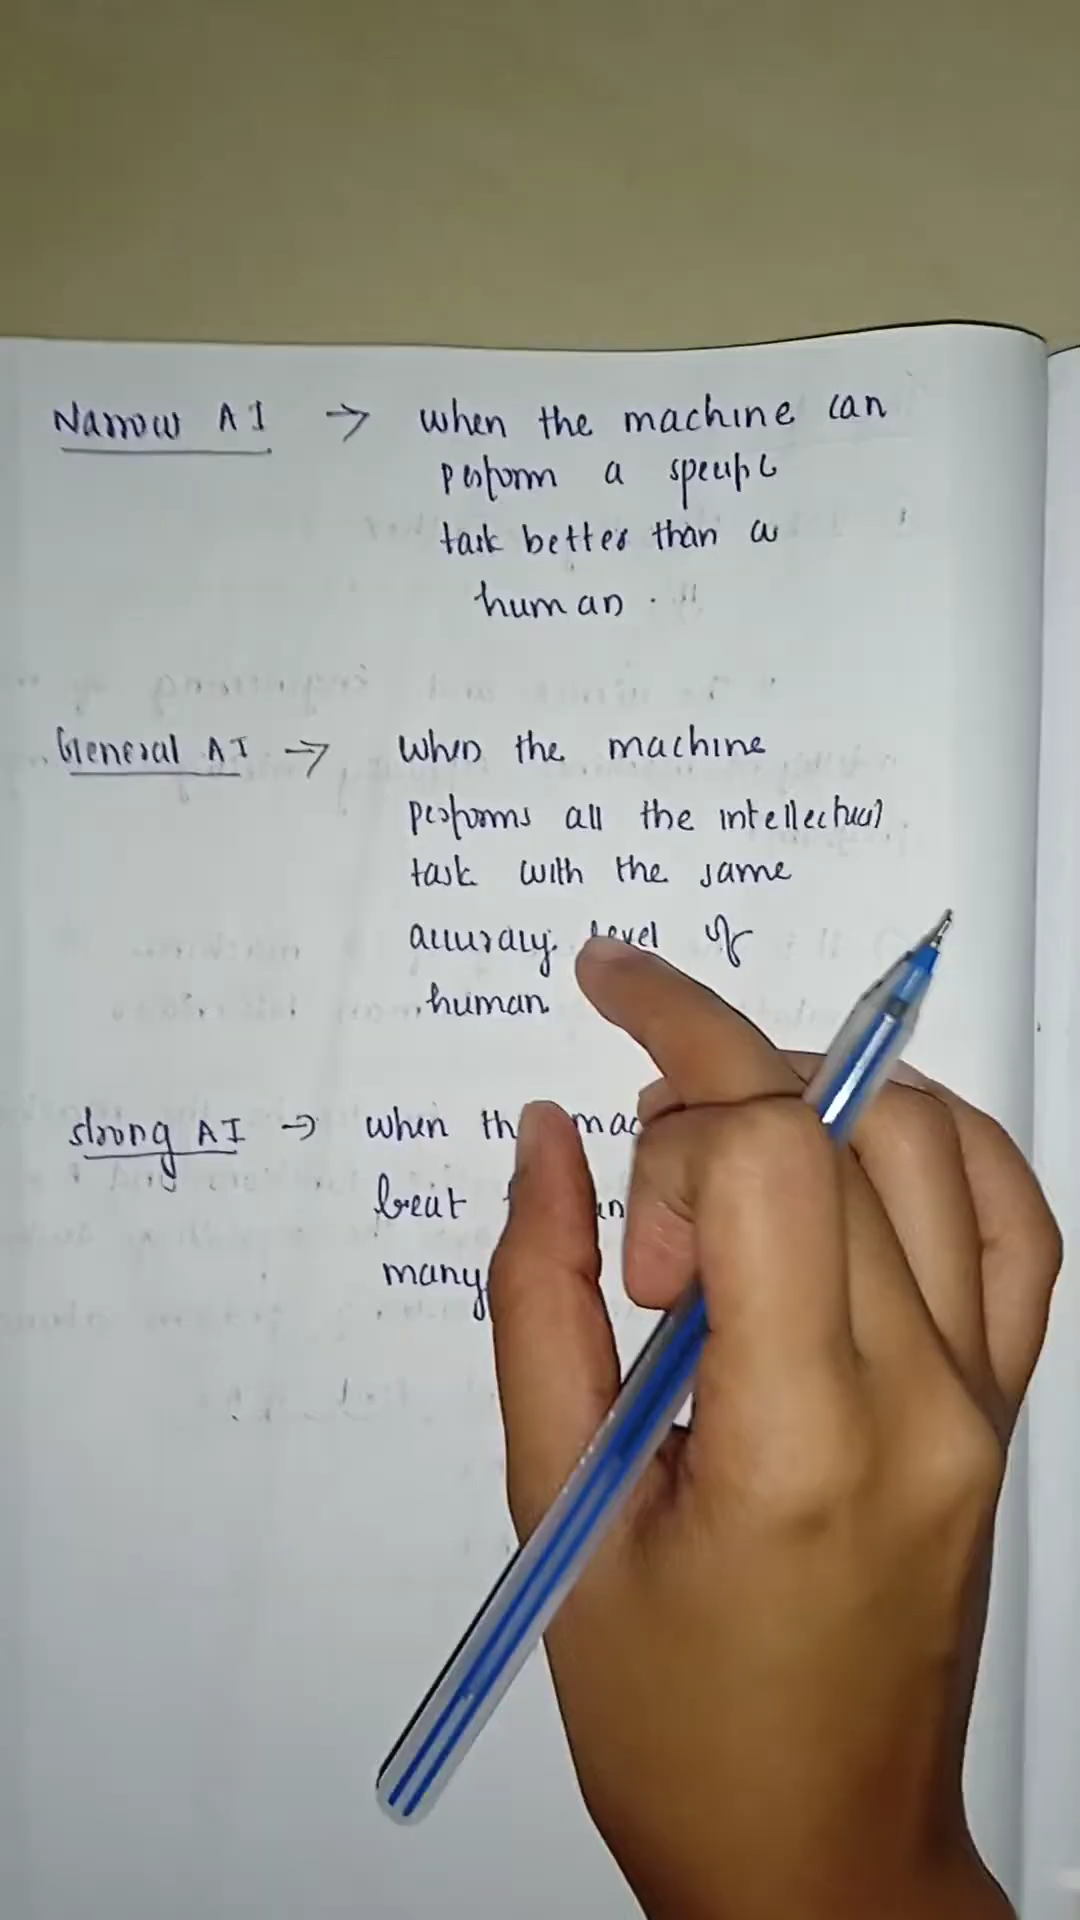 Narrow AI → when the machine can
perform a specific
task better than a
human.
General AI → when the machine
performs all the intellectual
task with the same
accuracy level of
human
strong AI → when
beat
many